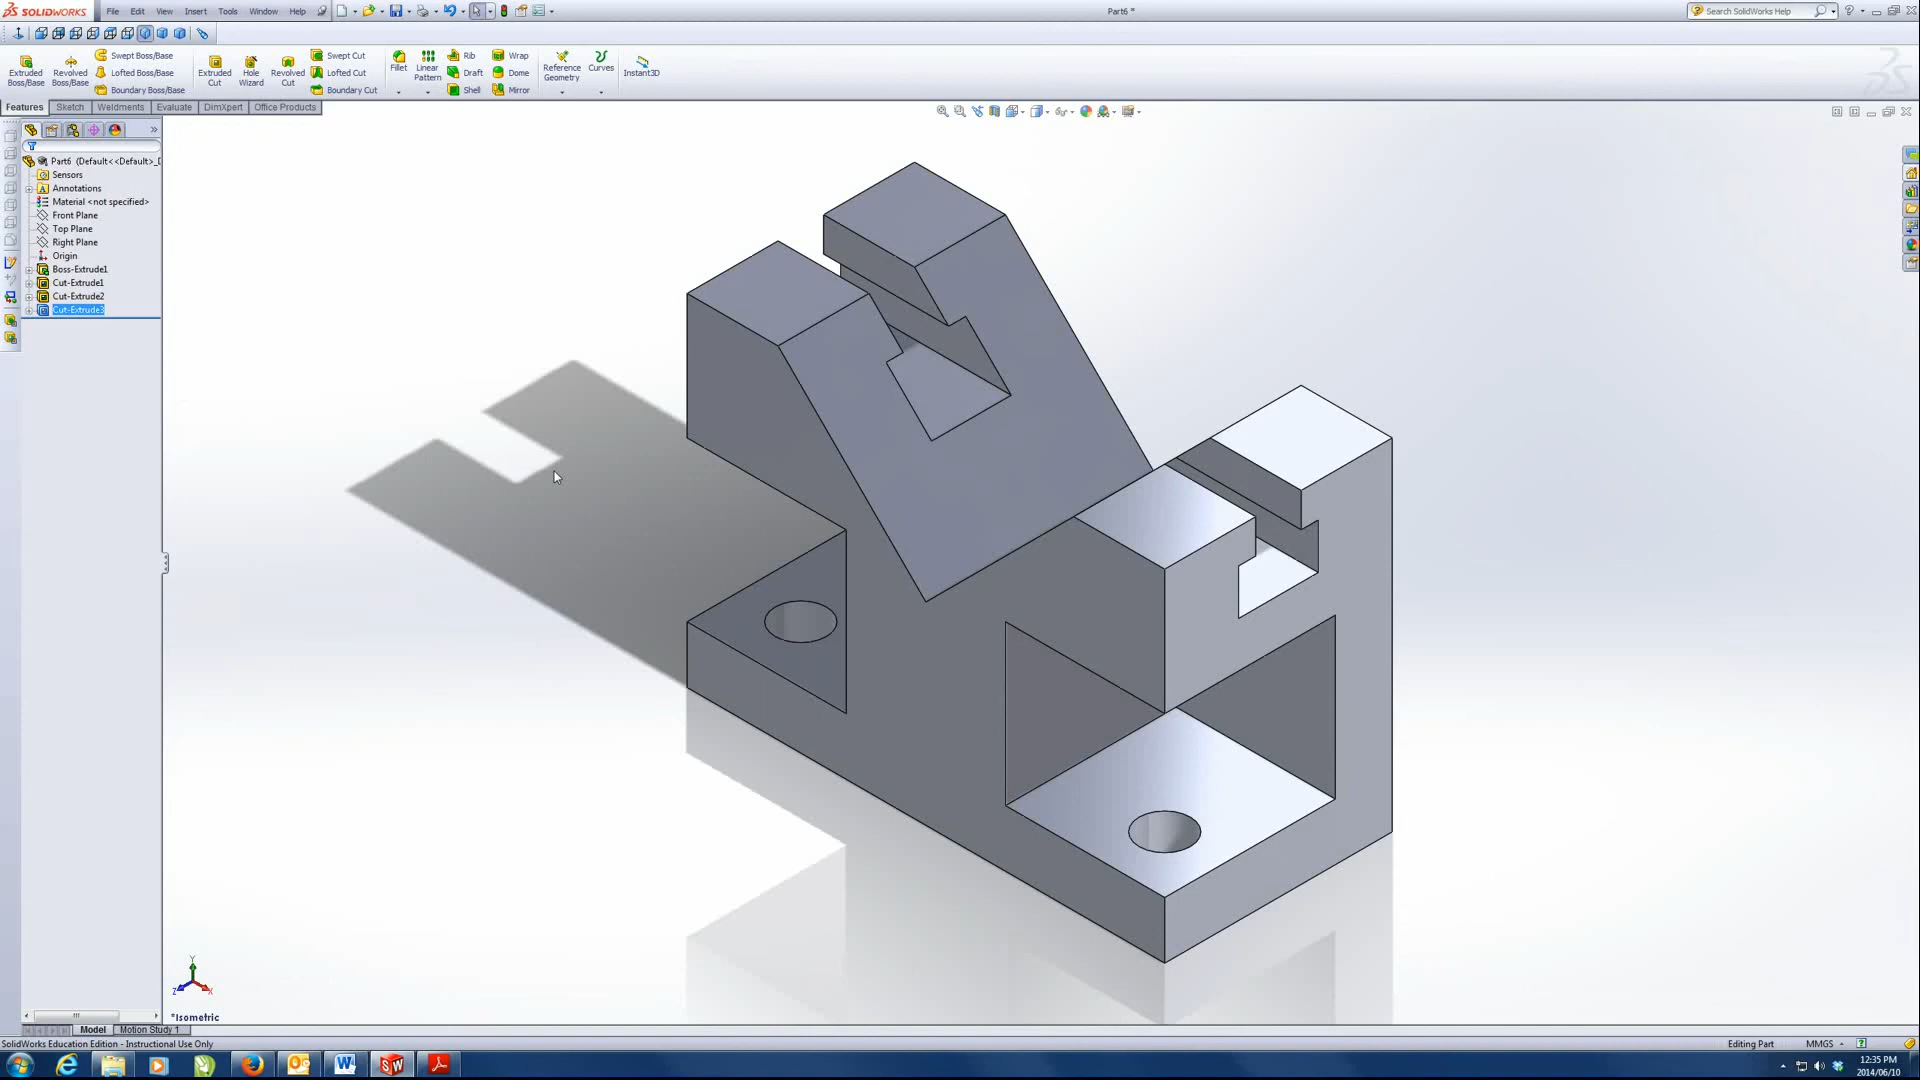 SOLIDWORKS File Edit View Insert Tools Window Help Part6 * Search SolidWorks Help
Extruded Boss/Base
Revolved Boss/Base
Swept Boss/Base
Lofted Boss/Base
Boundary Boss/Base
Extruded Cut
Hole Wizard
Revolved Cut
Swept Cut
Lofted Cut
Boundary Cut
Fillet
Linear Pattern
Rib
Draft
Shell
Wrap
Dome
Mirror
Reference Geometry
Curves
Instant3D
Features Sketch Weldments Evaluate DimXpert Office Products
Part6 (Default<<Default>_D
Sensors
Annotations
Material <not specified>
Front Plane
Top Plane
Right Plane
Origin
Boss-Extrude1
Cut-Extrude1
Cut-Extrude2
Cut-Extrude3
Y
Z X
*Isometric
Model Motion Study 1
SolidWorks Education Edition - Instructional Use Only Editing Part MMGS
12:35 PM
2014/06/10